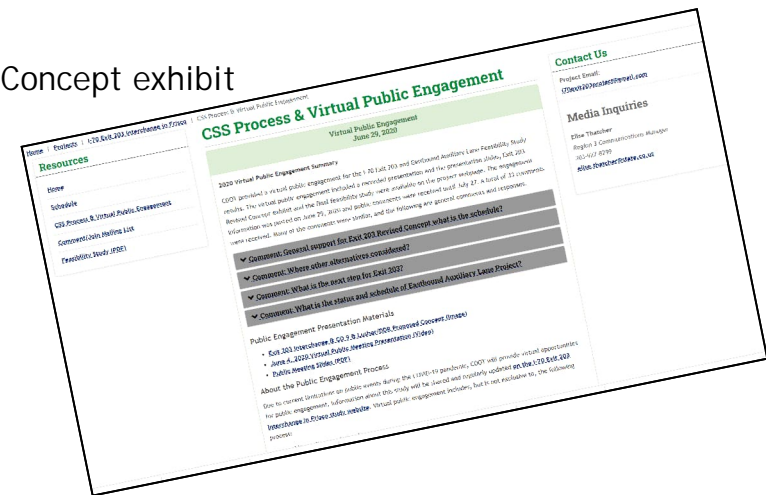 Concept exhibit
Home | Projects | I-70 Exit 203 Interchange in Frisco | CSS Process & Virtual Public Engagement
Resources
Home
Schedule
CSS Process & Virtual Public Engagement
Comment/Join Mailing List
Feasibility Study (PDF)
CSS Process & Virtual Public Engagement
Virtual Public Engagement
June 29, 2020
2020 Virtual Public Engagement Summary
CDOT provided a virtual public engagement for the I-70 Exit 203 and Eastbound Auxiliary Lane Feasibility Study
results. The virtual public engagement included a recorded presentation and the presentation slides, Exit 203
Revised Concept exhibit and the final feasibility study were available on the project webpage. The engagement
information was posted on June 29, 2020 and public comments were received until July 27. A total of comments
were received. Many of the comments were similar, and the following are general comments and responses.
Comment: General support for Exit 203 Revised Concept what is the schedule?
Comment: Where other alternatives considered?
Comment: What is the next step for Exit 203?
Comment: What is the status and schedule of Eastbound Auxiliary Lane Project?
Public Engagement Presentation Materials
• Exit 203 Interchange & CO 9 & Lusher/DDR Proposed Concept (Image)
• June 4, 2020 Virtual Public Meeting Presentation (Video)
• Public Meeting Slides (PDF)
About the Public Engagement Process
Due to current limitations on public events during the COVID-19 pandemic, CDOT will provide virtual opportunities
for public engagement. Information about this study will be shared and regularly updated on the I-70 Exit 203
Interchange in Frisco study website. Virtual public engagement includes, but is not exclusive to, the following
process:
Contact Us
Project Email:
Media Inquiries
Elise Thatcher
Region 3 Communications Manager
elise.thatcher@state.co.us